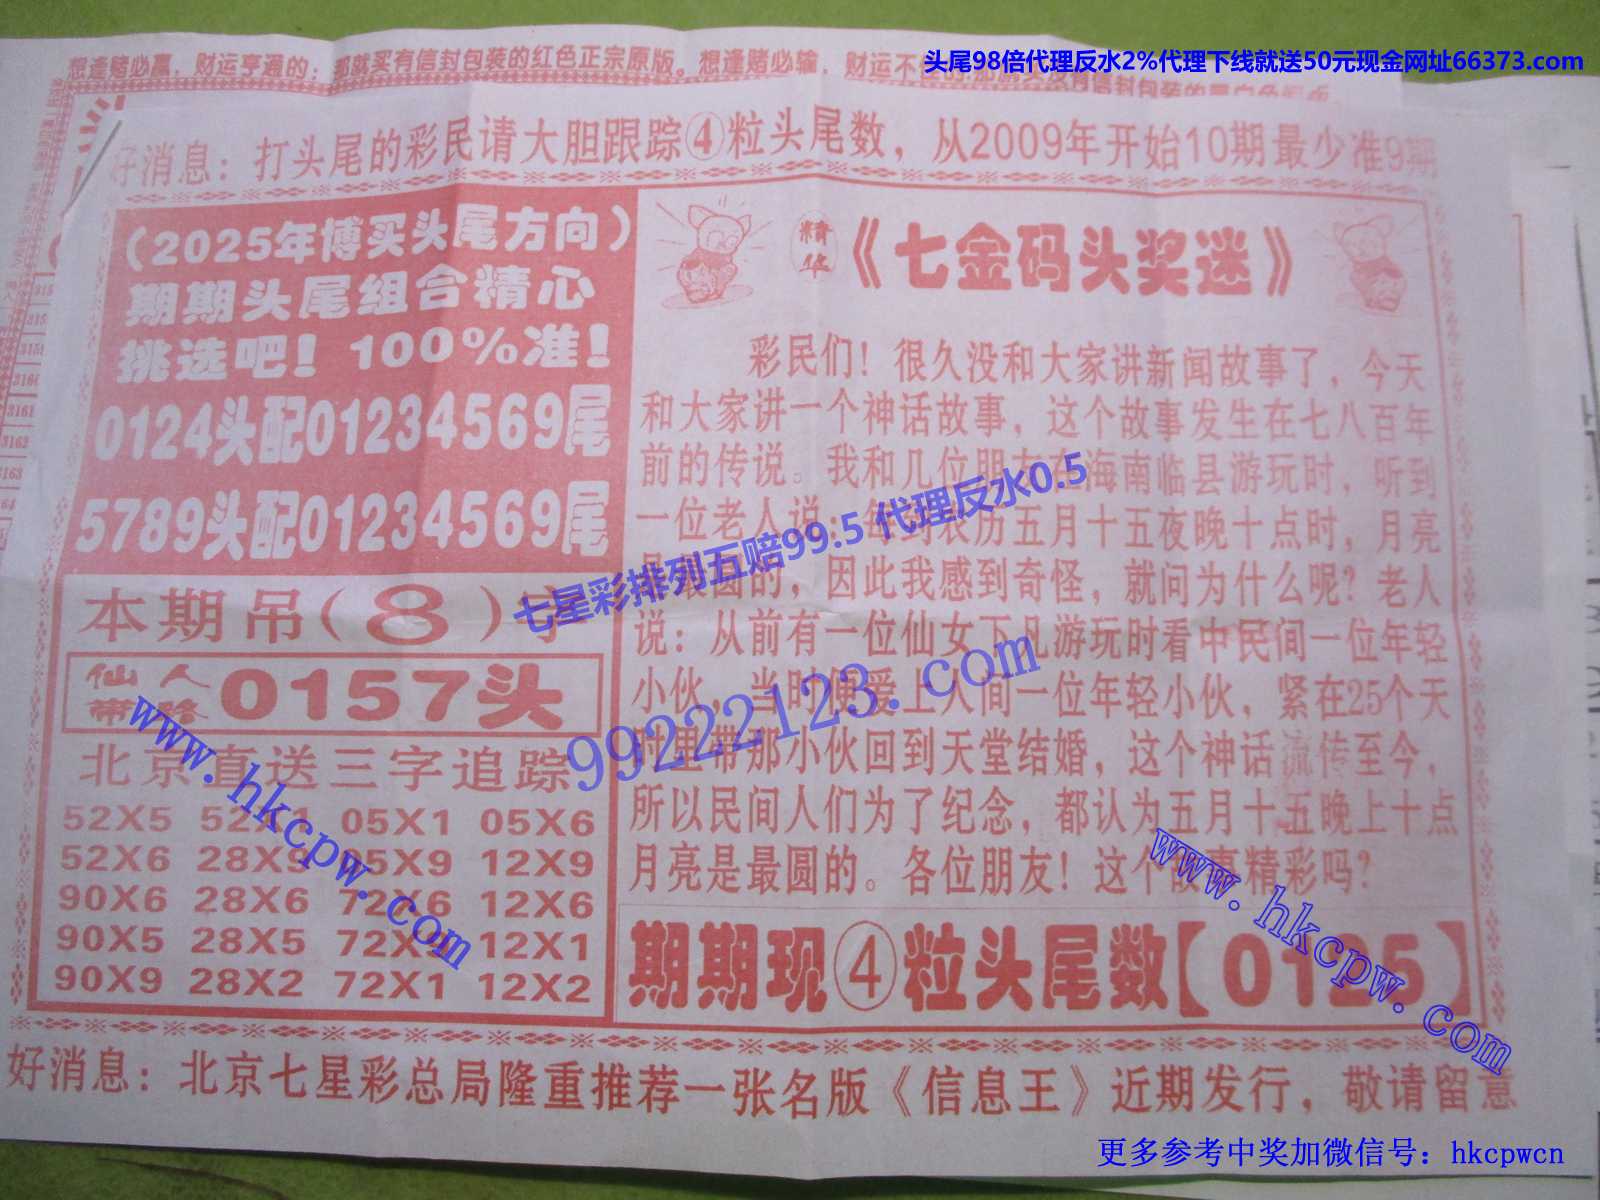 想逢赌必赢，财运亨通的；那就买有信封包装的红色正宗原版。想逢赌必输，财运不
头尾98倍代理反水2%代理下线就送50元现金网址66373.com
好消息：打头尾的彩民请大胆跟踪④粒头尾数，从2009年开始10期最少准9期
（2025年博买头尾方向）
期期头尾组合精心
挑选吧！100%准！
0124头配01234569尾
5789头配01234569尾
本期吊（8）字
仙人带路 0157头
北京直送三字追踪
52X5 52X1 05X1 05X6
52X6 28X9 05X9 12X9
90X6 28X6 72X6 12X6
90X5 28X5 72X 12X1
90X9 28X2 72X1 12X2
精华《七金码头奖迷》
彩民们！很久没和大家讲新闻故事了，今天
和大家讲一个神话故事，这个故事发生在七八百年
前的传说。我和几位朋友在海南临县游玩时，听到
一位老人说：每到农历五月十五夜晚十点时，月亮
是最圆的，因此我感到奇怪，就问为什么呢？老人
说：从前有一位仙女下凡游玩时看中民间一位年轻
小伙，当时便爱上人间一位年轻小伙，紧在25个天
时里带那小伙回到天堂结婚，这个神话流传至今，
所以民间人们为了纪念，都认为五月十五晚上十点
月亮是最圆的。各位朋友！这个故事精彩吗？
期期现④粒头尾数【0125】
好消息：北京七星彩总局隆重推荐一张名版《信息王》近期发行，敬请留意
七星彩排列五赔99.5 代理反水0.5
99222123.com
www.hkcpw.com
www.hkcpw.com
更多参考中奖加微信号：hkcpwcn
315
315
3159
3160
3161
3162
3163
64